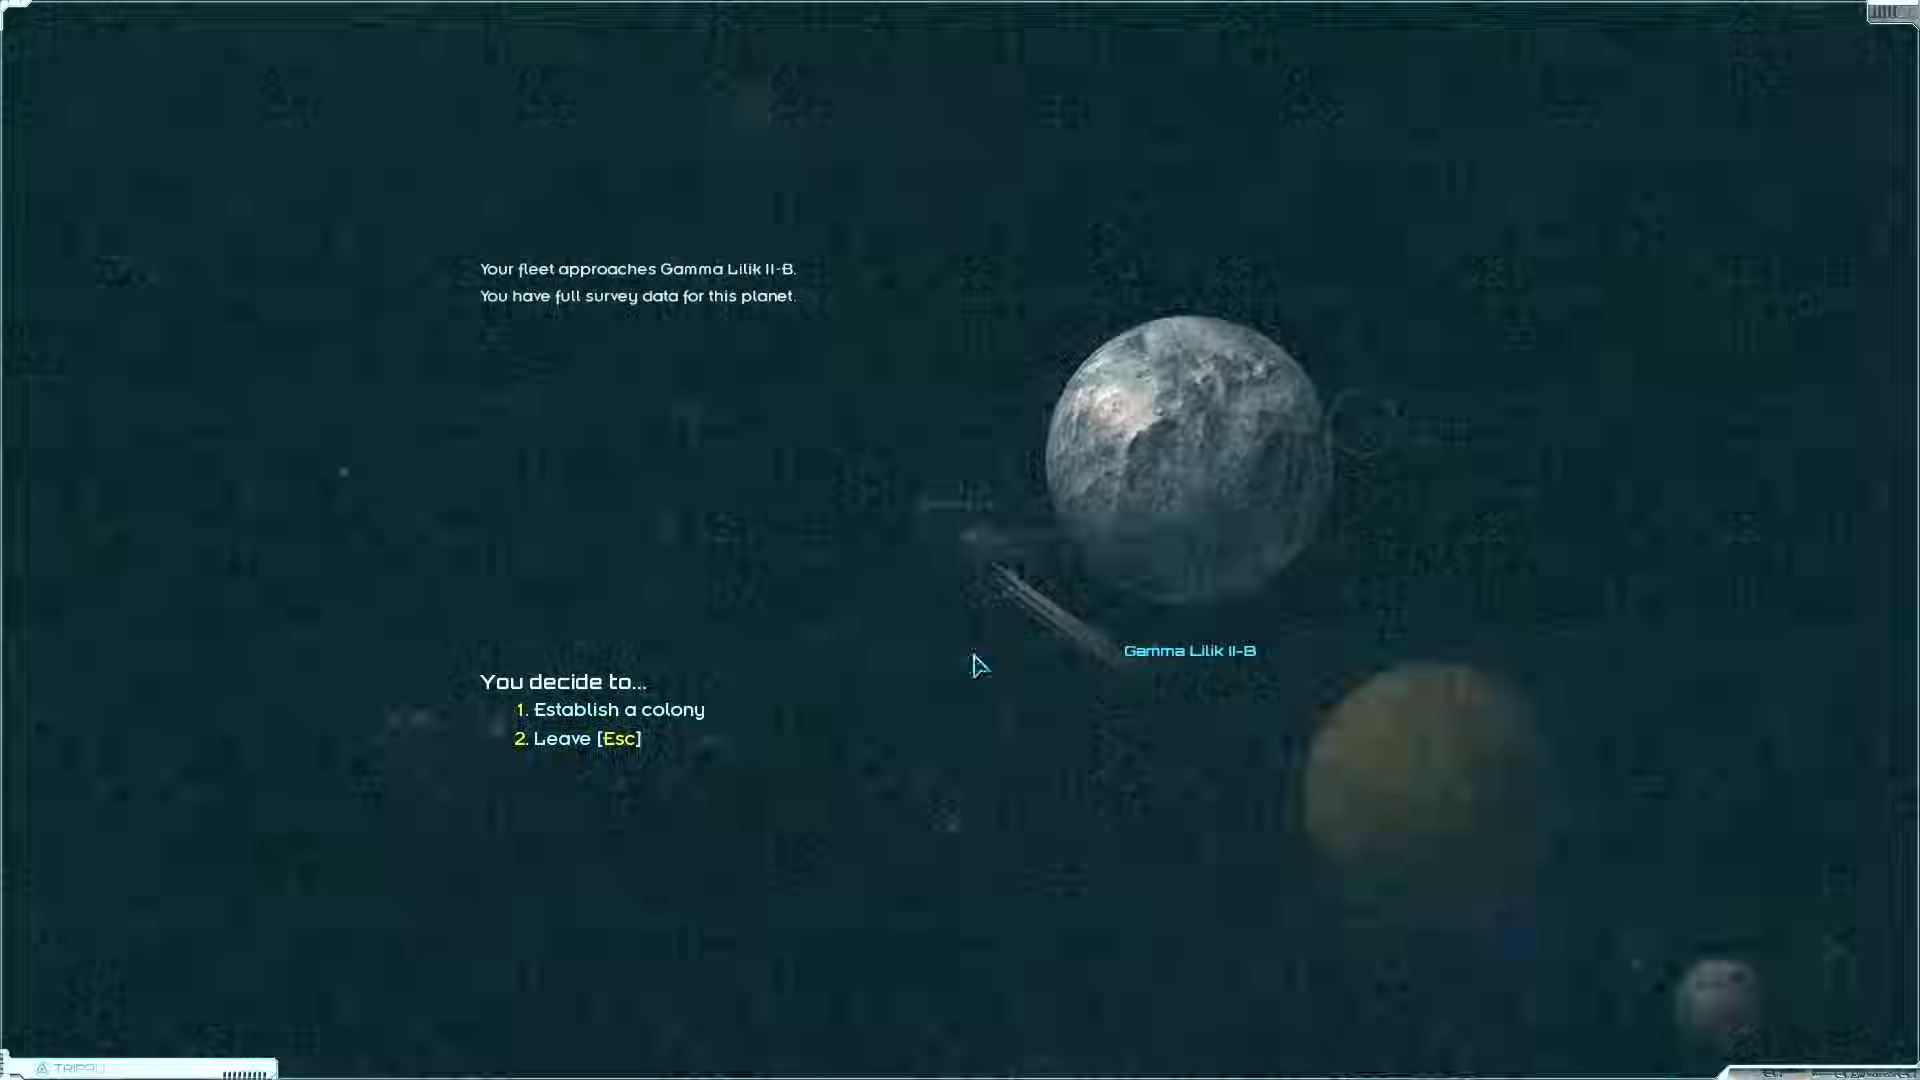 Your fleet approaches Gamma Lilik II-B.
You have full survey data for this planet.
Gamma Lilik II-B
You decide to...
1. Establish a colony
2. Leave [Esc]